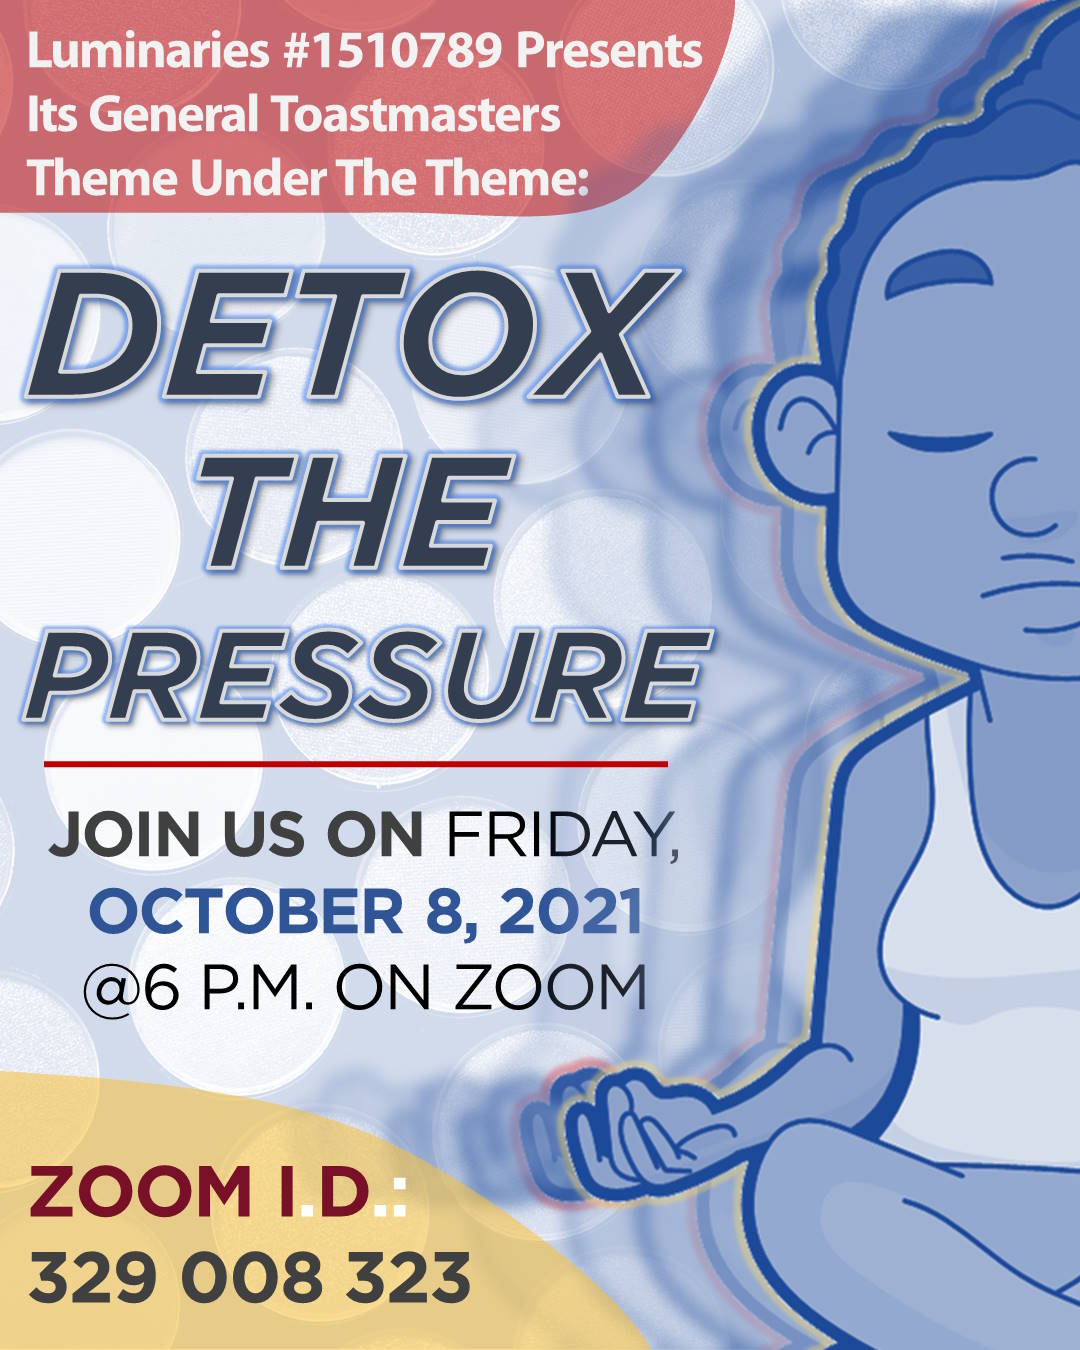 Luminaries #1510789 Presents
Its General Toastmasters
Theme Under The Theme:
DETOX
THE
PRESSURE
JOIN US ON FRIDAY,
OCTOBER 8, 2021
@6 P.M. ON ZOOM
ZOOM I.D.:
329 008 323